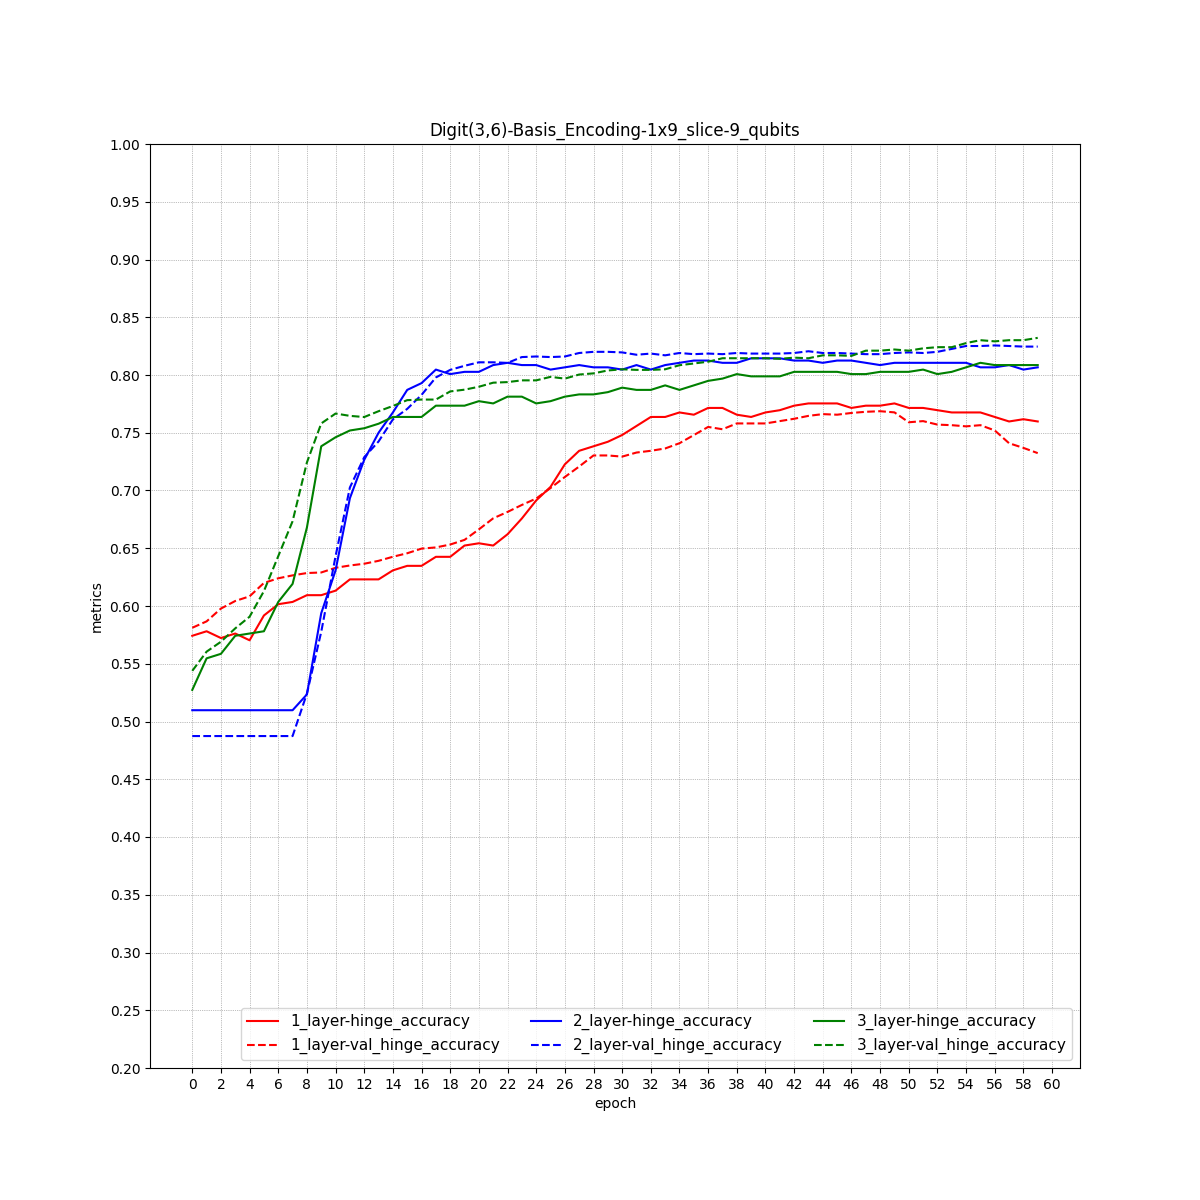 Digit(3,6)-Basis_Encoding-1x9_slice-9_qubits
1.00
0.95
0.90
0.85
0.80
0.75
0.70
0.65
0.60
0.55
0.50
0.45
0.40
0.35
0.30
0.25
0.20
metrics
1_layer-hinge_accuracy 2_layer-hinge_accuracy 3_layer-hinge_accuracy
1_layer-val_hinge_accuracy 2_layer-val_hinge_accuracy 3_layer-val_hinge_accuracy
0 2 4 6 8 10 12 14 16 18 20 22 24 26 28 30 32 34 36 38 40 42 44 46 48 50 52 54 56 58 60
epoch